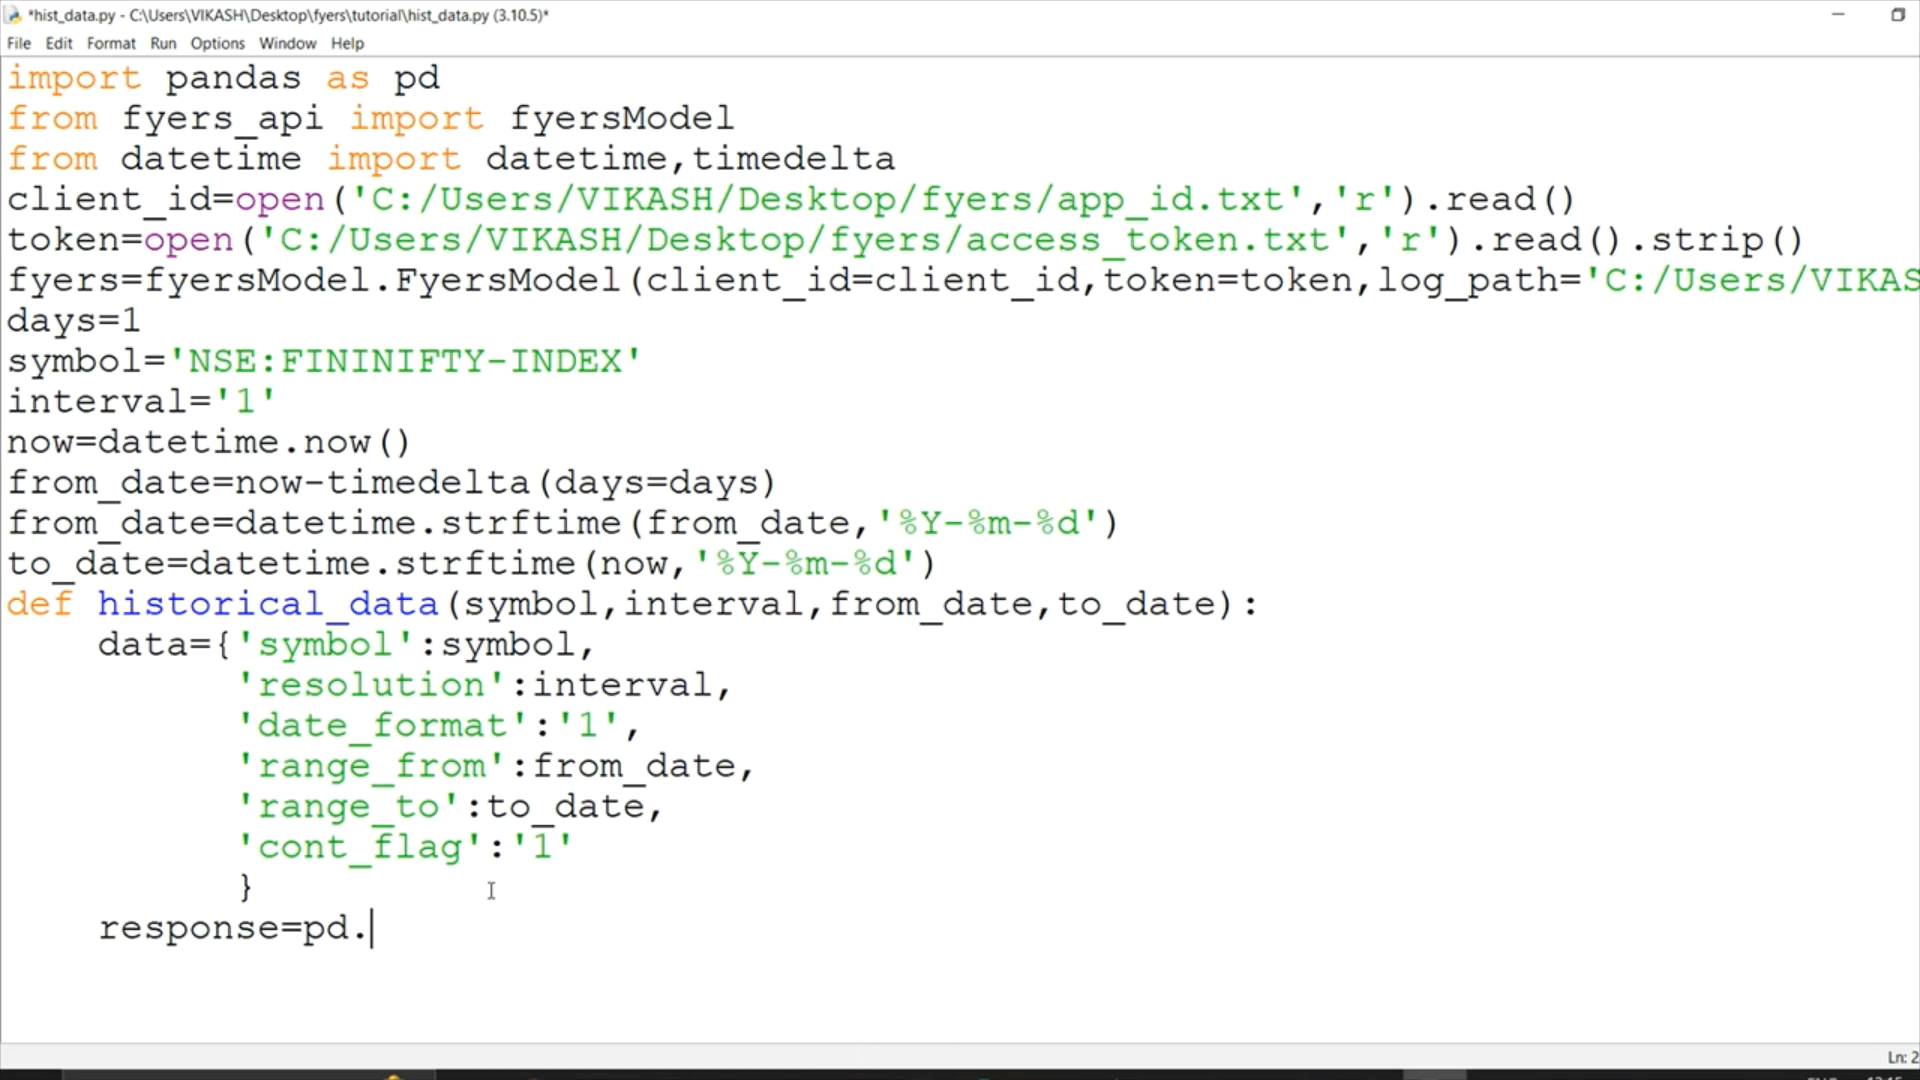 *hist_data.py - C:\Users\VIKASH\Desktop\fyers\tutorial\hist_data.py (3.10.5)*
File Edit Format Run Options Window Help
import pandas as pd
from fyers_api import fyersModel
from datetime import datetime,timedelta
client_id=open('C:/Users/VIKASH/Desktop/fyers/app_id.txt','r').read()
token=open('C:/Users/VIKASH/Desktop/fyers/access_token.txt','r').read().strip()
fyers=fyersModel.FyersModel(client_id=client_id,token=token,log_path='C:/Users/VIKAS
days=1
symbol='NSE:FININIFTY-INDEX'
interval='1'
now=datetime.now()
from_date=now-timedelta(days=days)
from_date=datetime.strftime(from_date,'%Y-%m-%d')
to_date=datetime.strftime(now,'%Y-%m-%d')
def historical_data(symbol,interval,from_date,to_date):
    data={'symbol':symbol,
          'resolution':interval,
          'date_format':'1',
          'range_from':from_date,
          'range_to':to_date,
          'cont_flag':'1'
          }
    response=pd.
Ln: 2